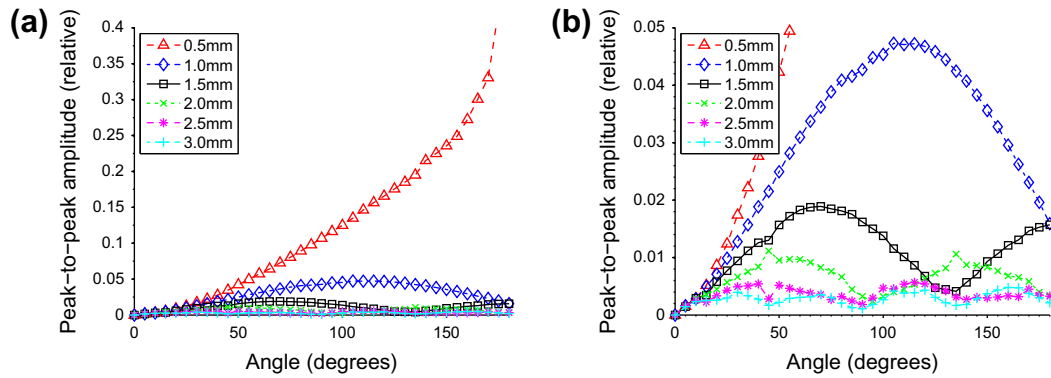 (a)
Peak-to-peak amplitude (relative)
0.4
0.35
0.3
0.25
0.2
0.15
0.1
0.05
0
0.5mm
1.0mm
1.5mm
2.0mm
2.5mm
3.0mm
0 50 100 150
Angle (degrees)
(b)
Peak-to-peak amplitude (relative)
0.05
0.04
0.03
0.02
0.01
0
0.5mm
1.0mm
1.5mm
2.0mm
2.5mm
3.0mm
0 50 100 150
Angle (degrees)